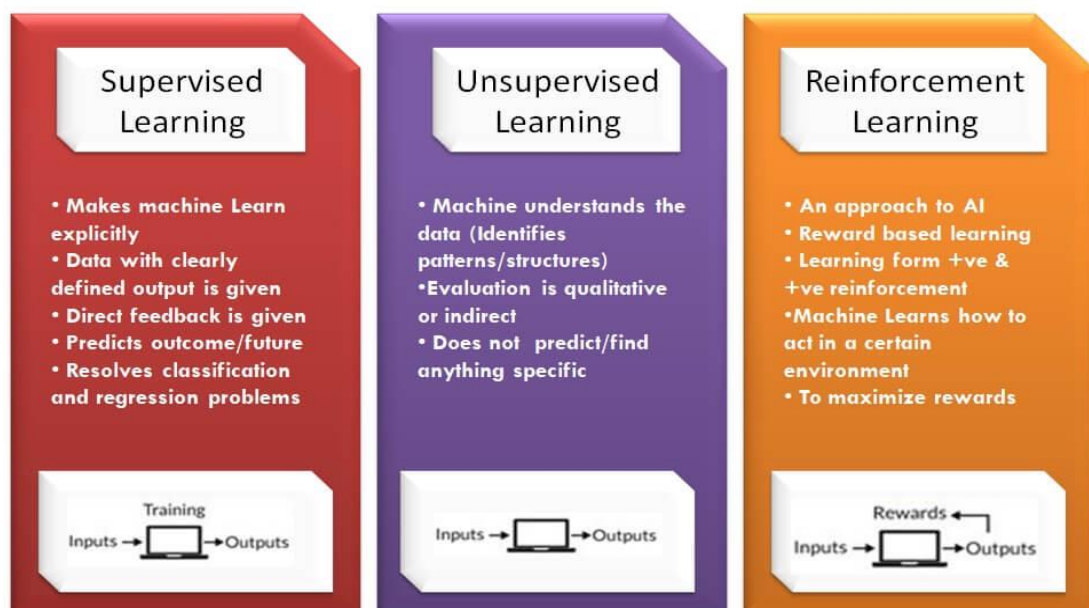 Supervised
Learning
• Makes machine Learn
explicitly
• Data with clearly
defined output is given
• Direct feedback is given
• Predicts outcome/future
• Resolves classification
and regression problems
Training
Inputs
Outputs
Unsupervised
Learning
• Machine understands the
data (Identifies
patterns/structures)
•Evaluation is qualitative
or indirect
• Does not predict/find
anything specific
Inputs
Outputs
Reinforcement
Learning
• An approach to AI
• Reward based learning
• Learning form +ve &
+ve reinforcement
•Machine Learns how to
act in a certain
environment
• To maximize rewards
Rewards
Inputs
Outputs